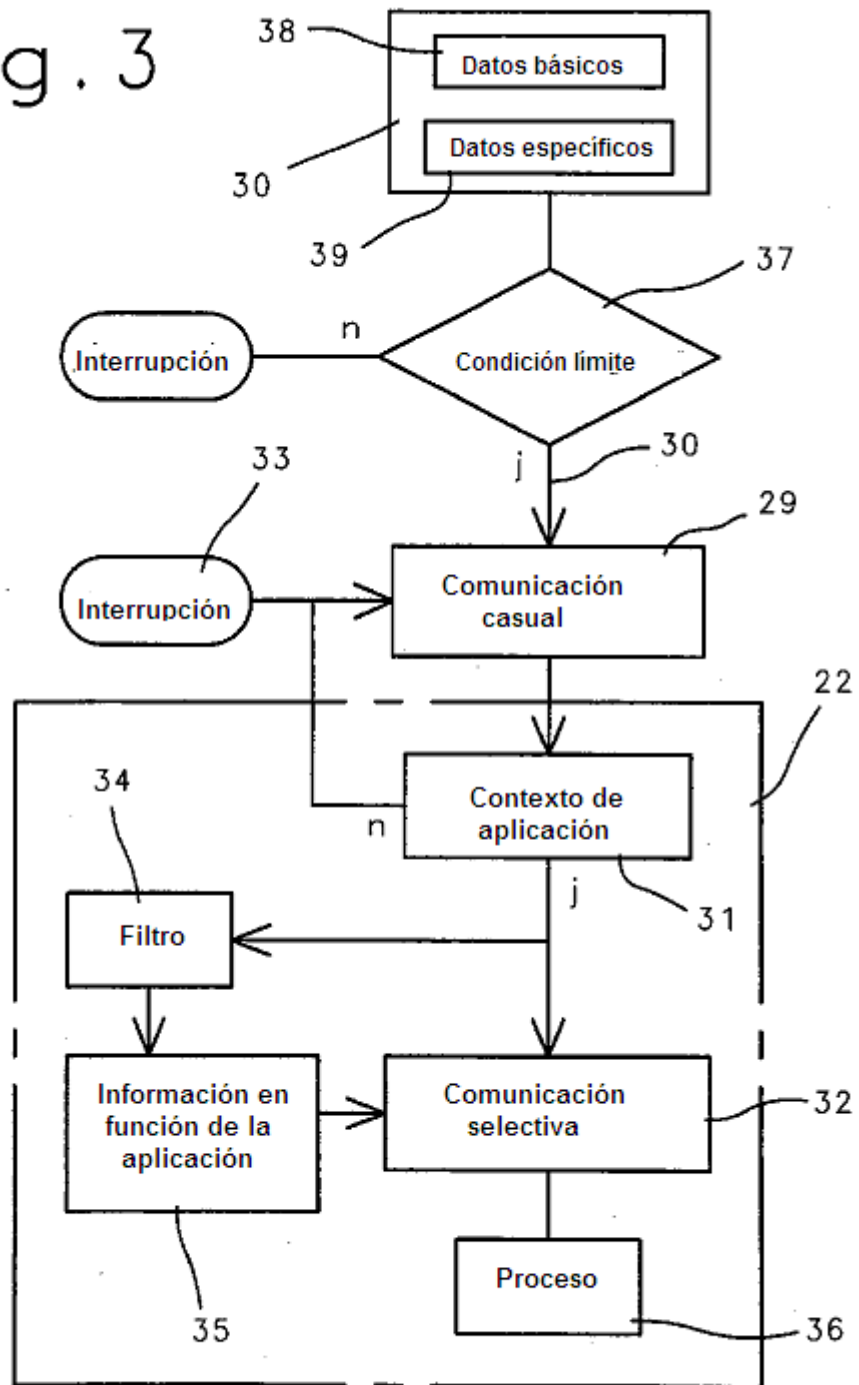 g. 3
38
Datos básicos
Datos específicos
30
39
37
n
Interrupción
Condición límite
j
30
33
29
Interrupción
Comunicación
casual
22
34
Contexto de
aplicación
n
j
31
Filtro
Información en
función de la
aplicación
Comunicación
selectiva
32
Proceso
35
36